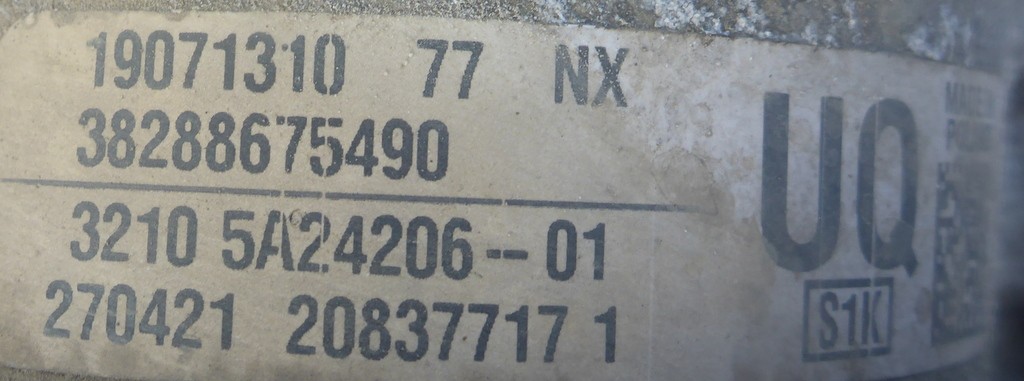 19071310 77 NX
38288675490
3210 5A24206--01
270421 20837717 1
UQ
S1K